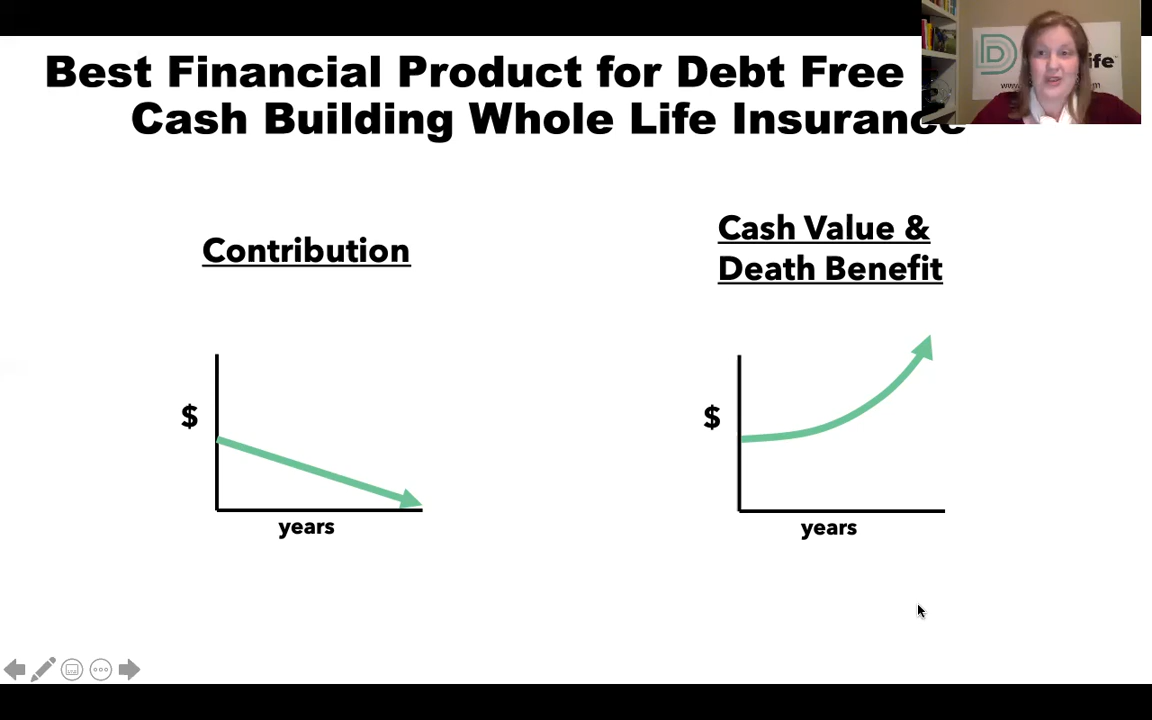 Best Financial Product for Debt Free
Cash Building Whole Life Insurance
Contribution
Cash Value &
Death Benefit
$
years
$
years